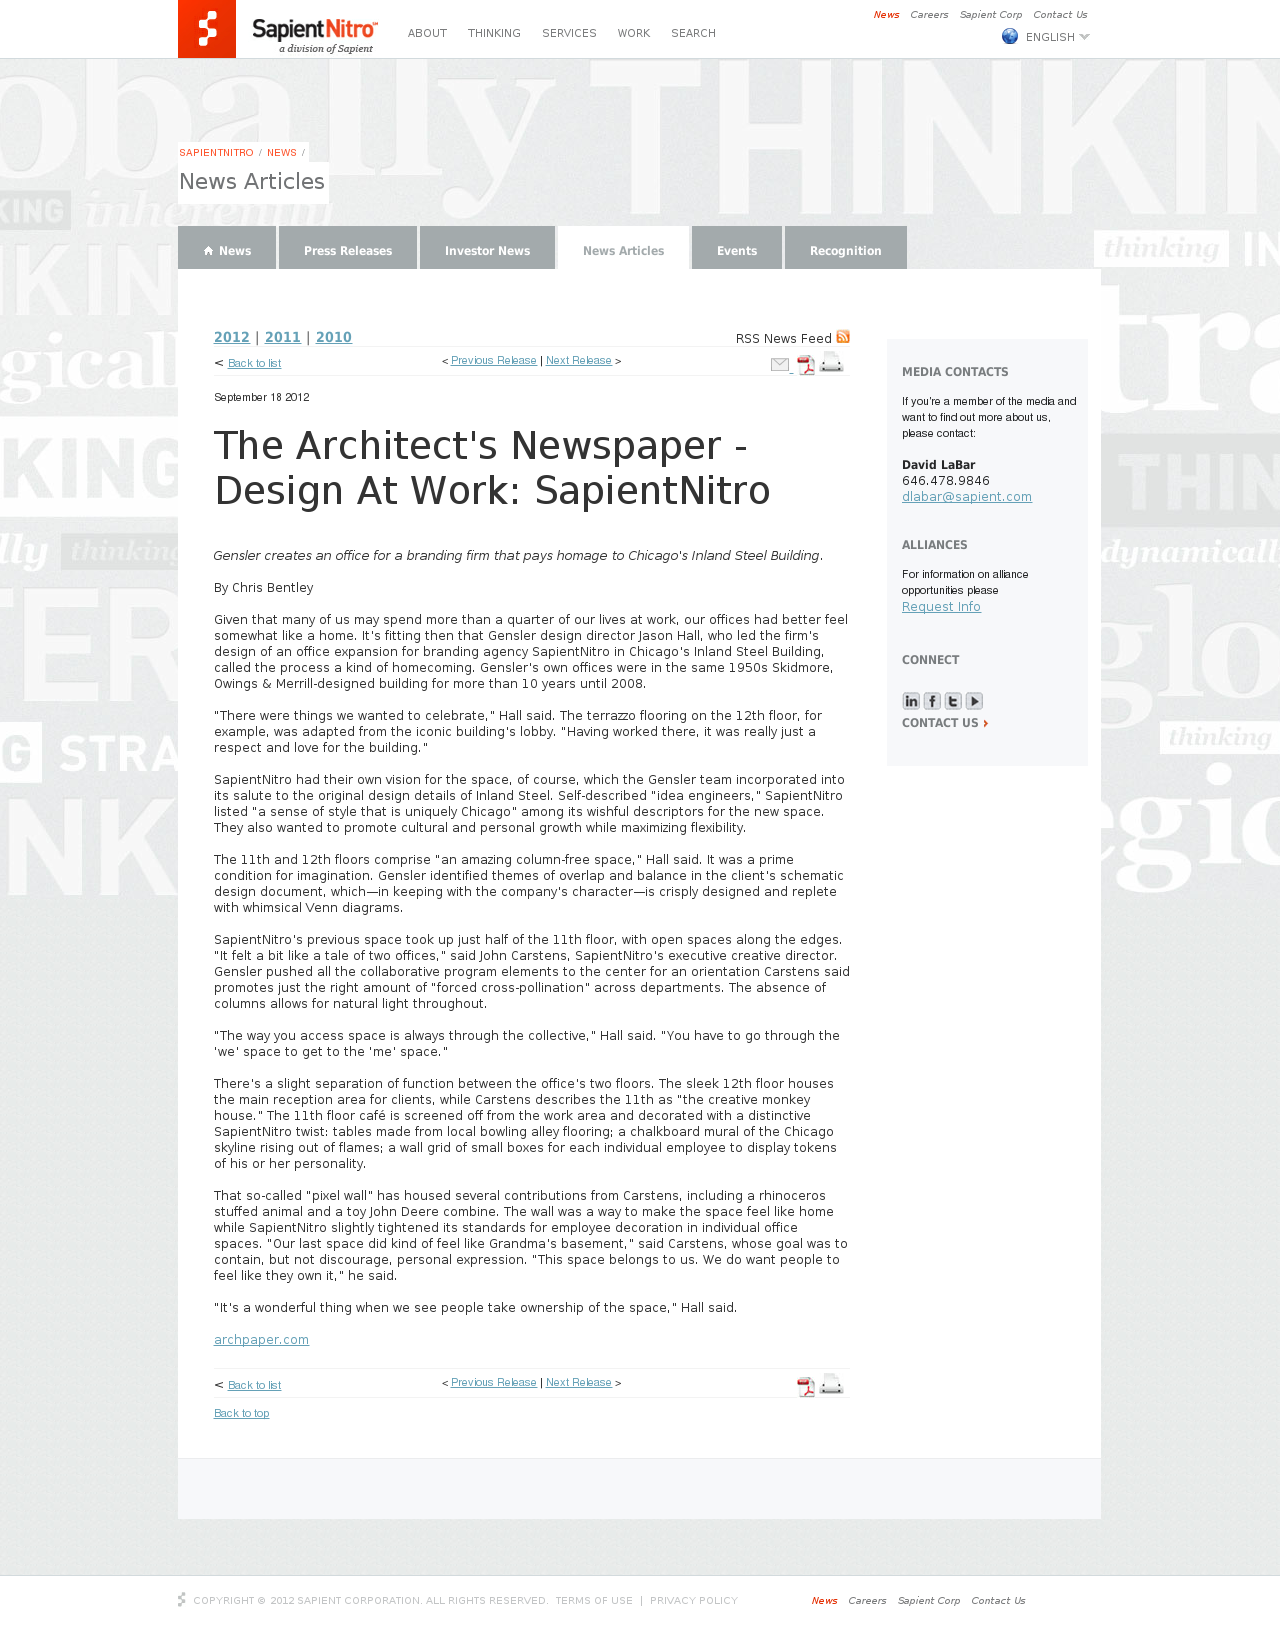 SapientNitro™
a division of Sapient
ABOUT THINKING SERVICES WORK SEARCH
News Careers Sapient Corp Contact Us
ENGLISH
obally THINKIN
SAPIENTNITRO / NEWS /
News Articles
KING inherently
News Press Releases Investor News News Articles Events Recognition
thinking
2012 | 2011 | 2010
RSS News Feed
< Back to list
< Previous Release | Next Release >
September 18 2012
The Architect's Newspaper -
Design At Work: SapientNitro
Gensler creates an office for a branding firm that pays homage to Chicago's Inland Steel Building.
By Chris Bentley
Given that many of us may spend more than a quarter of our lives at work, our offices had better feel
somewhat like a home. It's fitting then that Gensler design director Jason Hall, who led the firm's
design of an office expansion for branding agency SapientNitro in Chicago's Inland Steel Building,
called the process a kind of homecoming. Gensler's own offices were in the same 1950s Skidmore,
Owings & Merrill-designed building for more than 10 years until 2008.
"There were things we wanted to celebrate," Hall said. The terrazzo flooring on the 12th floor, for
example, was adapted from the iconic building's lobby. "Having worked there, it was really just a
respect and love for the building."
SapientNitro had their own vision for the space, of course, which the Gensler team incorporated into
its salute to the original design details of Inland Steel. Self-described "idea engineers," SapientNitro
listed "a sense of style that is uniquely Chicago" among its wishful descriptors for the new space.
They also wanted to promote cultural and personal growth while maximizing flexibility.
The 11th and 12th floors comprise "an amazing column-free space," Hall said. It was a prime
condition for imagination. Gensler identified themes of overlap and balance in the client's schematic
design document, which—in keeping with the company's character—is crisply designed and replete
with whimsical Venn diagrams.
SapientNitro's previous space took up just half of the 11th floor, with open spaces along the edges.
"It felt a bit like a tale of two offices," said John Carstens, SapientNitro's executive creative director.
Gensler pushed all the collaborative program elements to the center for an orientation Carstens said
promotes just the right amount of "forced cross-pollination" across departments. The absence of
columns allows for natural light throughout.
"The way you access space is always through the collective," Hall said. "You have to go through the
'we' space to get to the 'me' space."
There's a slight separation of function between the office's two floors. The sleek 12th floor houses
the main reception area for clients, while Carstens describes the 11th as "the creative monkey
house." The 11th floor café is screened off from the work area and decorated with a distinctive
SapientNitro twist: tables made from local bowling alley flooring; a chalkboard mural of the Chicago
skyline rising out of flames; a wall grid of small boxes for each individual employee to display tokens
of his or her personality.
That so-called "pixel wall" has housed several contributions from Carstens, including a rhinoceros
stuffed animal and a toy John Deere combine. The wall was a way to make the space feel like home
while SapientNitro slightly tightened its standards for employee decoration in individual office
spaces. "Our last space did kind of feel like Grandma's basement," said Carstens, whose goal was to
contain, but not discourage, personal expression. "This space belongs to us. We do want people to
feel like they own it," he said.
"It's a wonderful thing when we see people take ownership of the space," Hall said.
archpaper.com
< Back to list
< Previous Release | Next Release >
Back to top
MEDIA CONTACTS
If you're a member of the media and
want to find out more about us,
please contact:
David LaBar
646.478.9846
dlabar@sapient.com
ALLIANCES
For information on alliance
opportunities please
Request Info
CONNECT
CONTACT US
dynamically
thinking
COPYRIGHT © 2012 SAPIENT CORPORATION. ALL RIGHTS RESERVED. TERMS OF USE | PRIVACY POLICY
News Careers Sapient Corp Contact Us